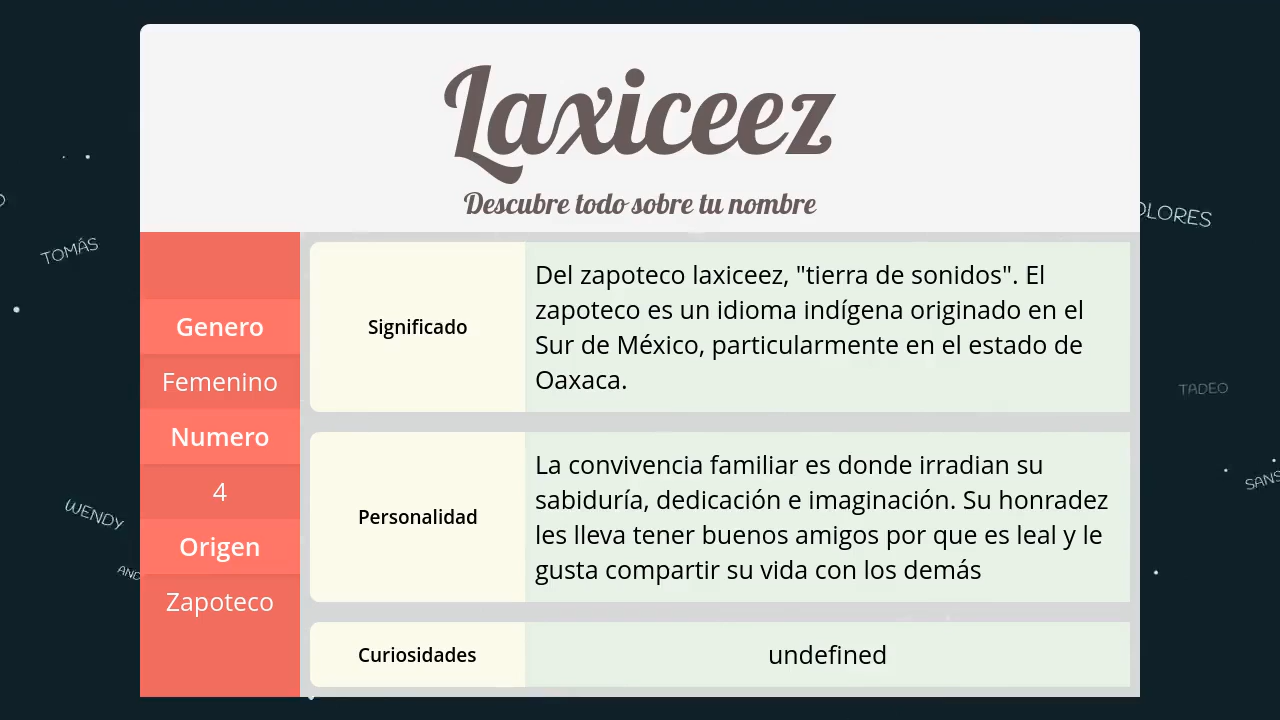 Laxiceez
Descubre todo sobre tu nombre
Genero
Femenino
Numero
4
Origen
Zapoteco
Significado
Del zapoteco laxiceez, "tierra de sonidos". El
zapoteco es un idioma indígena originado en el
Sur de México, particularmente en el estado de
Oaxaca.
Personalidad
La convivencia familiar es donde irradian su
sabiduría, dedicación e imaginación. Su honradez
les lleva tener buenos amigos por que es leal y le
gusta compartir su vida con los demás
Curiosidades
undefined
TOMÁS
WENDY
AND
OLORES
TADEO
SANS